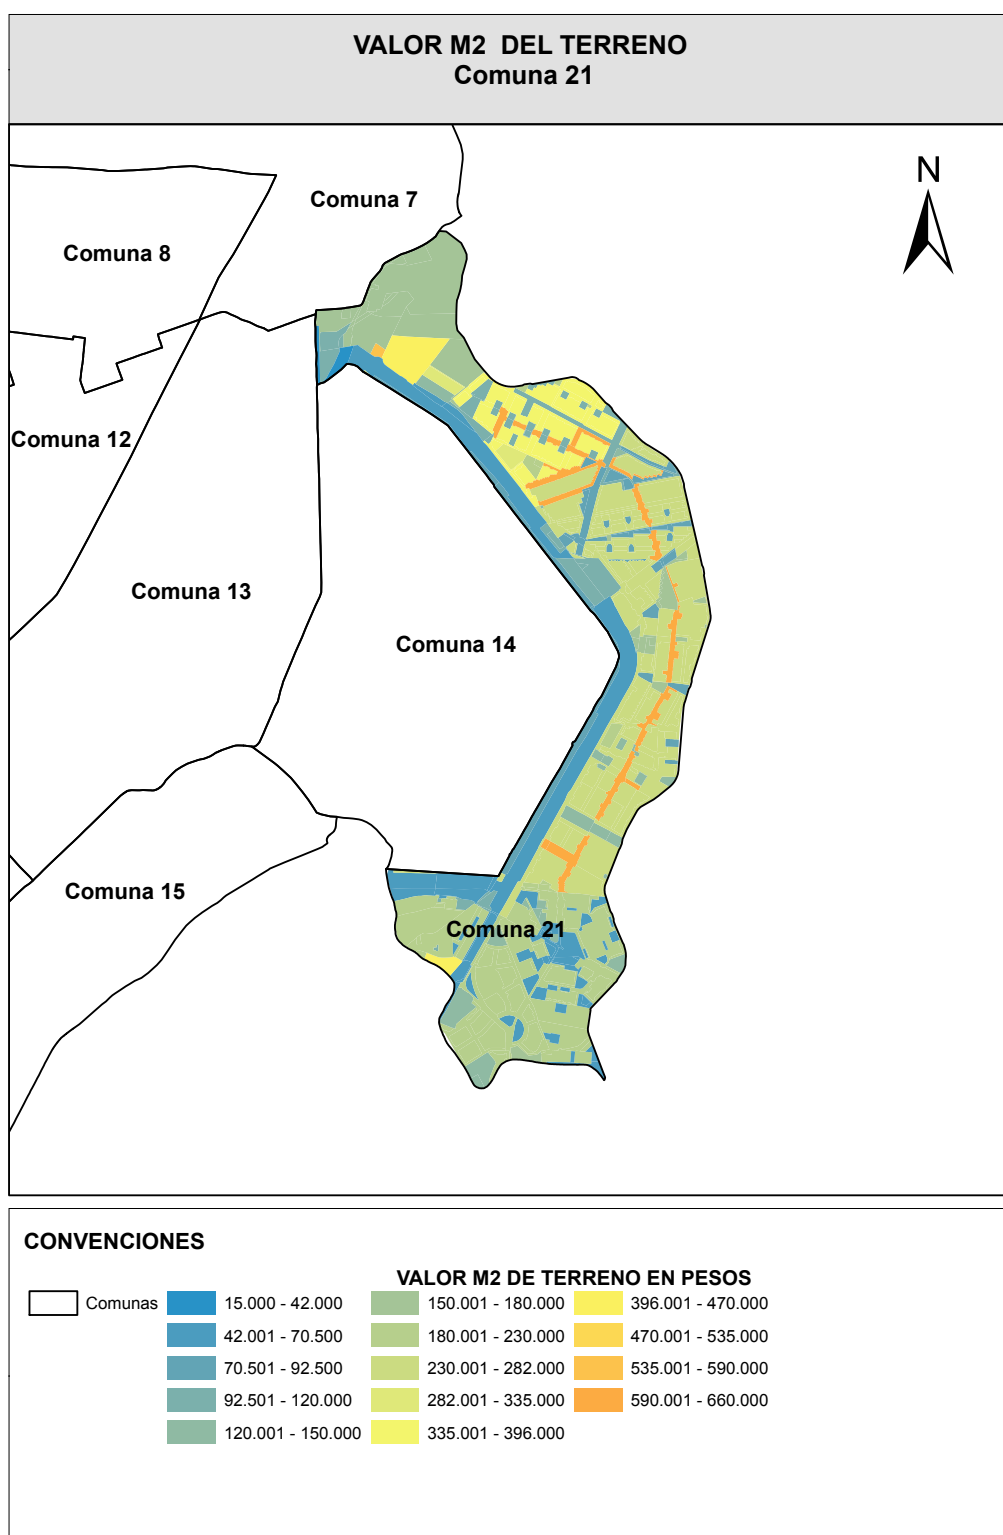 VALOR M2 DEL TERRENO
Comuna 21
N
Comuna 7
Comuna 8
Comuna 12
Comuna 13
Comuna 14
Comuna 15
Comuna 21
CONVENCIONES
VALOR M2 DE TERRENO EN PESOS
Comunas
15.000 - 42.000
42.001 - 70.500
70.501 - 92.500
92.501 - 120.000
120.001 - 150.000
150.001 - 180.000
180.001 - 230.000
230.001 - 282.000
282.001 - 335.000
335.001 - 396.000
396.001 - 470.000
470.001 - 535.000
535.001 - 590.000
590.001 - 660.000